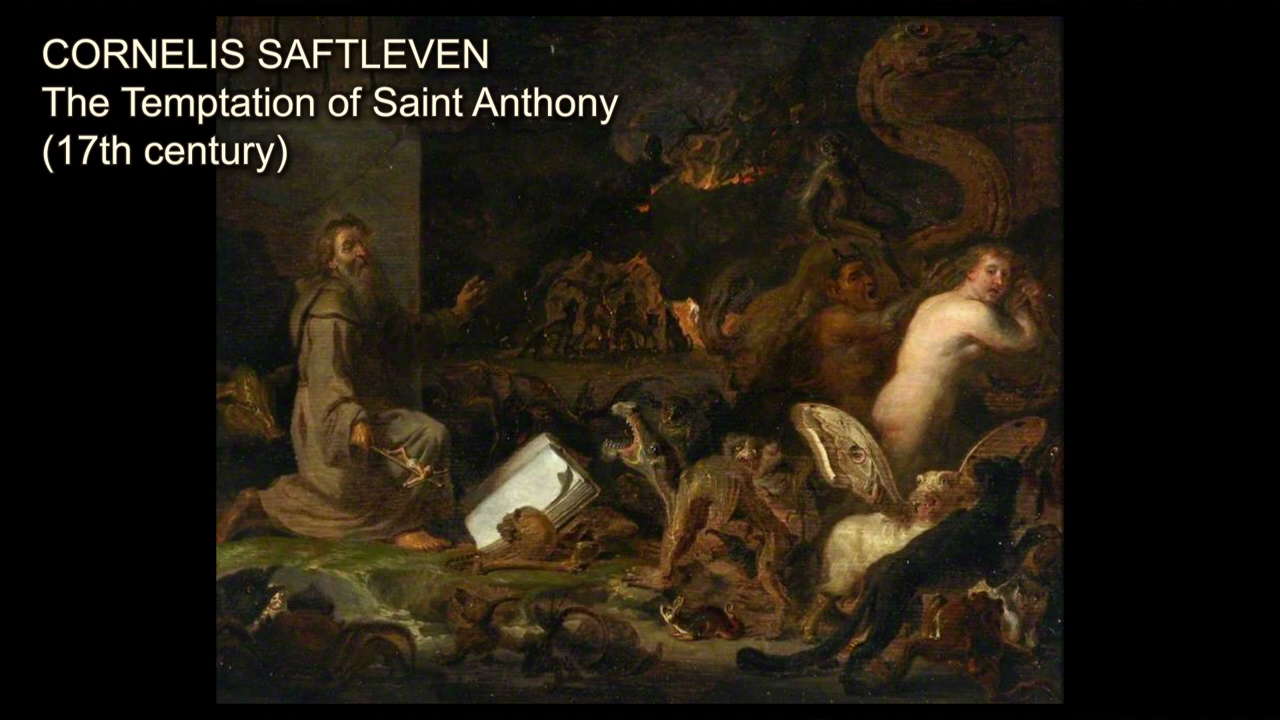 CORNELIS SAFTLEVEN
The Temptation of Saint Anthony
(17th century)